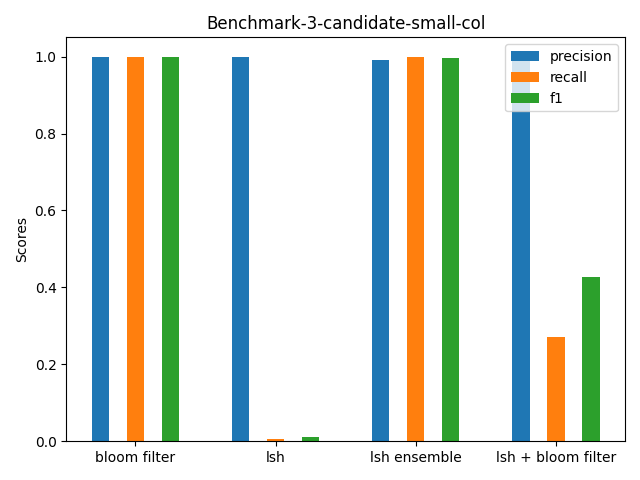 Benchmark-3-candidate-small-col
precision
recall
f1
Scores
1.0
0.8
0.6
0.4
0.2
0.0
bloom filter
lsh
lsh ensemble
lsh + bloom filter